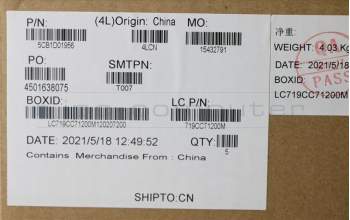 P/N: (4L)Origin: China MO:
5CB1D01956 4LCN 15432791
PO: SMTPN:
4501638075 T007
BOXID: LC P/N:
LC719CC71200M120207200 719CC71200M
DATE: 2021/5/18 12:49:52 QTY:
5
Contains Merchandise From : China
SHIPTO:CN
净重:
WEIGHT: 4.03 Kg
DATE: 2021/5/18
BOXID:
LC719CC71200M
PASS